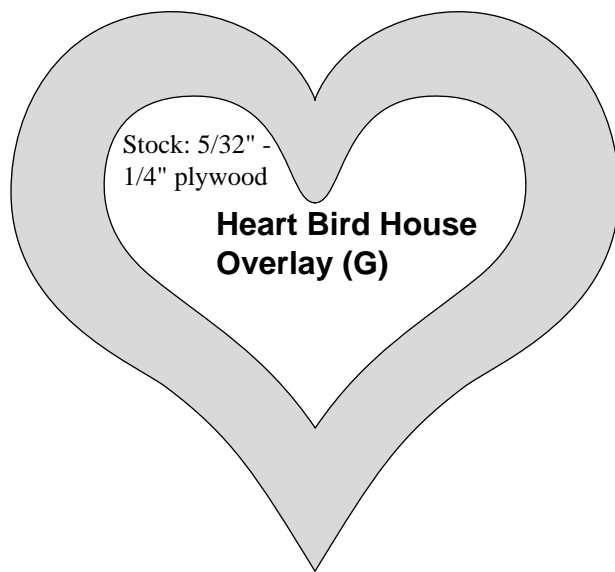 Stock: 5/32" -
1/4" plywood
Heart Bird House
Overlay (G)